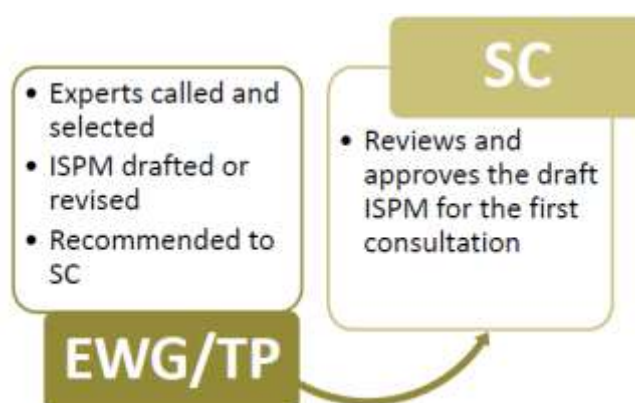 • Experts called and
selected
• ISPM drafted or
revised
• Recommended to
SC
EWG/TP
SC
• Reviews and
approves the draft
ISPM for the first
consultation